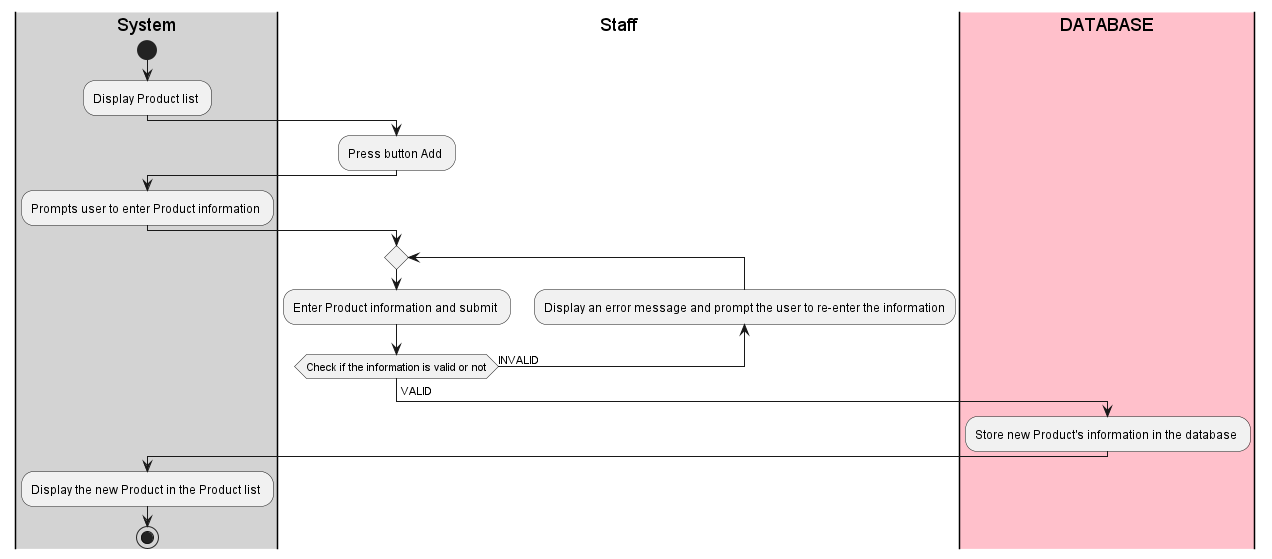 System
Staff
DATABASE
Display Product list
Press button Add
Prompts user to enter Product information
Enter Product information and submit
Display an error message and prompt the user to re-enter the information
Check if the information is valid or not
INVALID
VALID
Store new Product's information in the database
Display the new Product in the Product list